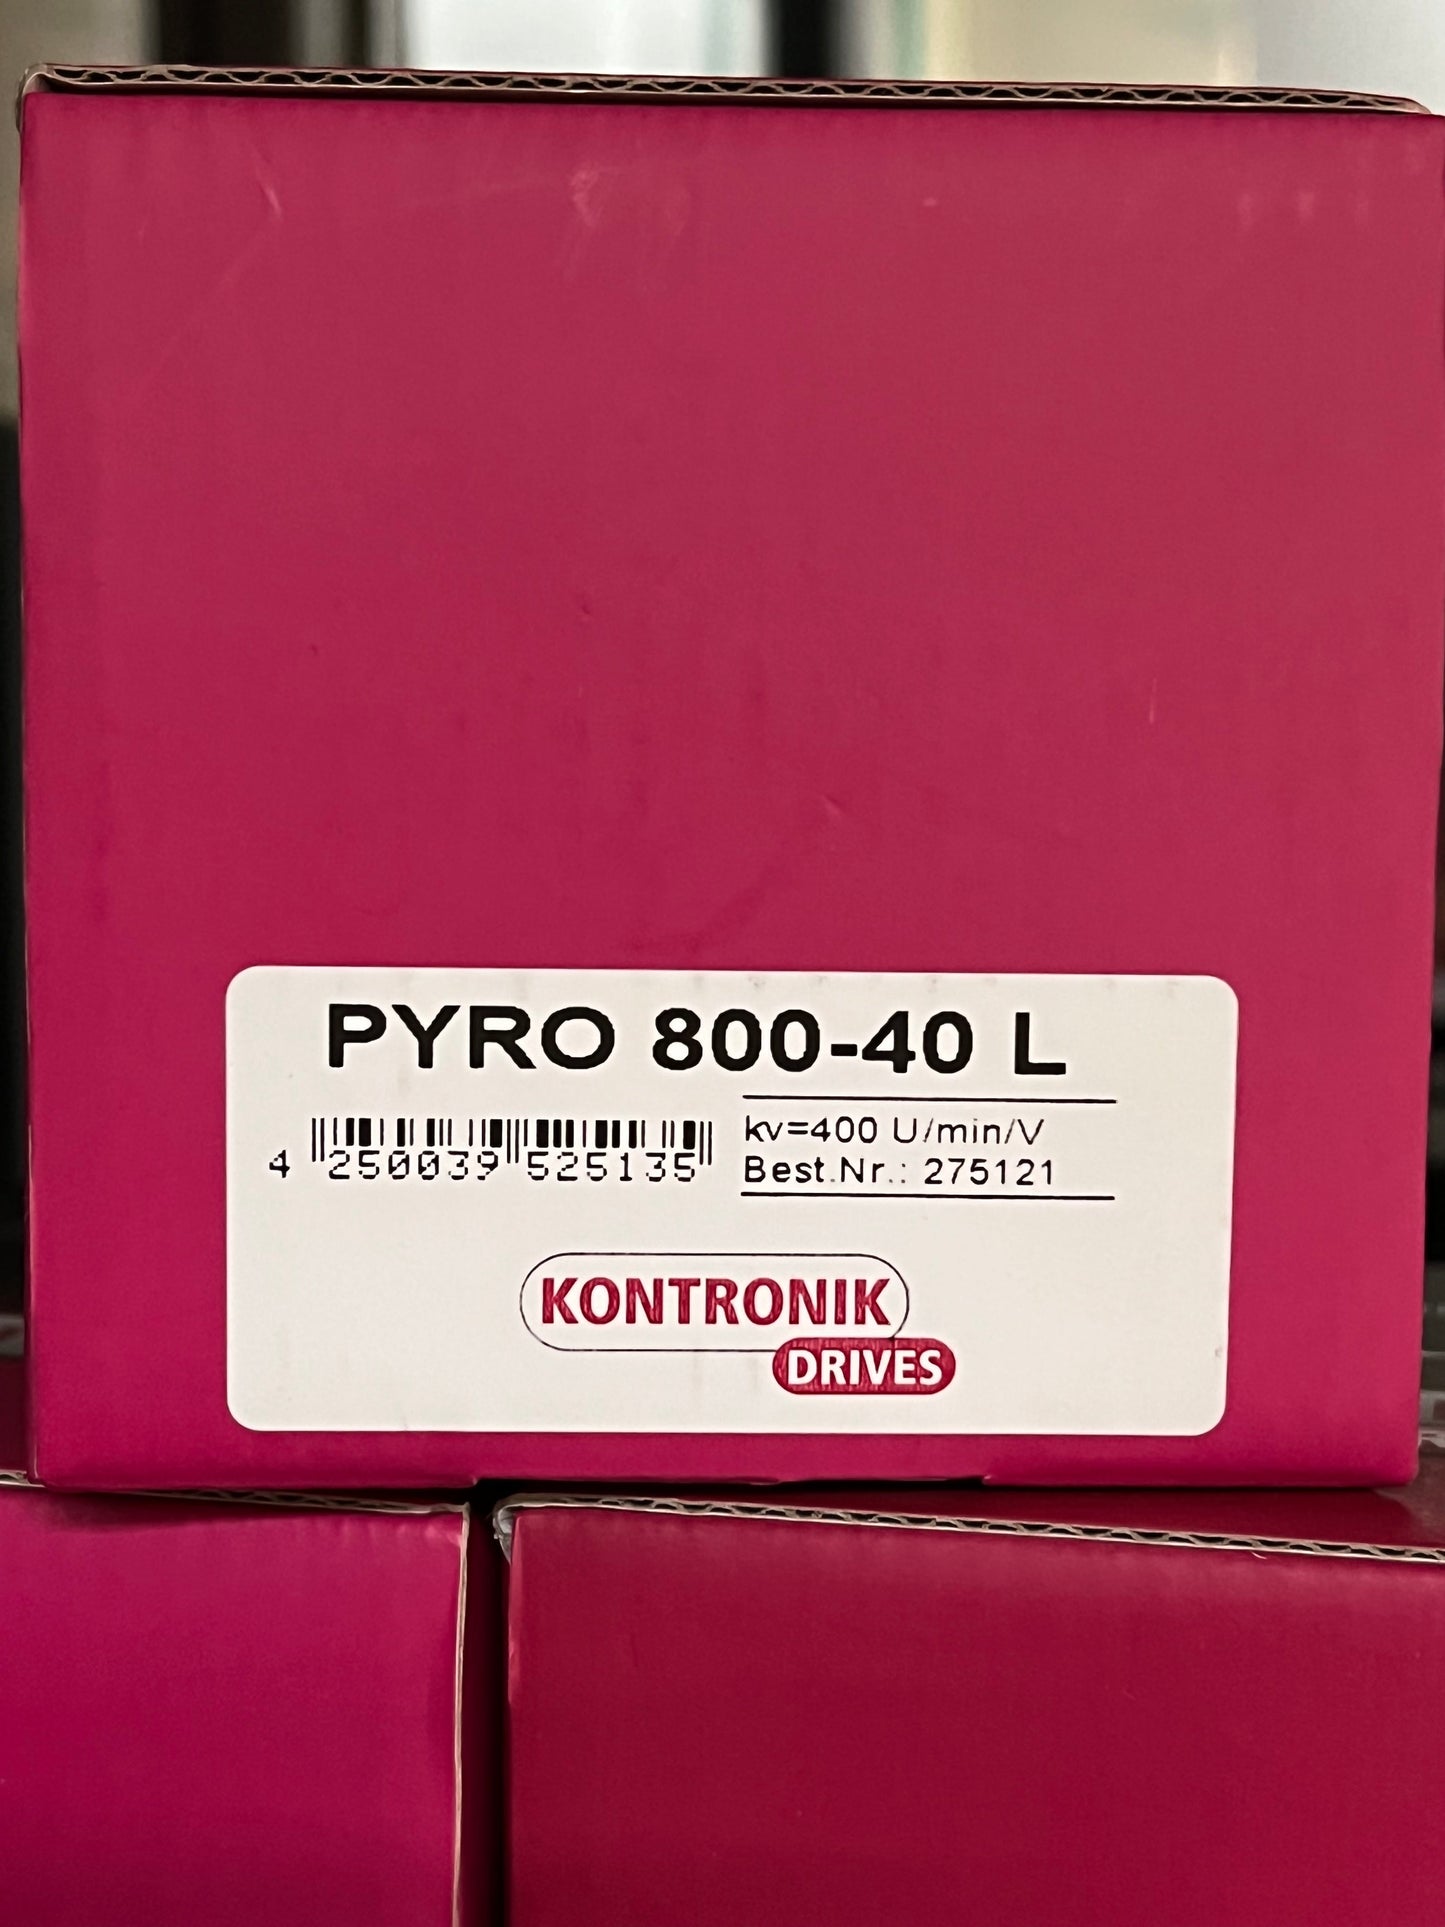 PYRO 800-40 L
kv=400 U/min/V
4 250039 525135
Best.Nr.: 275121
KONTRONIK
DRIVES